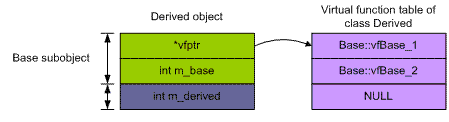 Derived object
Virtual function table of
class Derived
Base subobject
*vfptr
int m_base
int m_derived
Base::vfBase_1
Base::vfBase_2
NULL